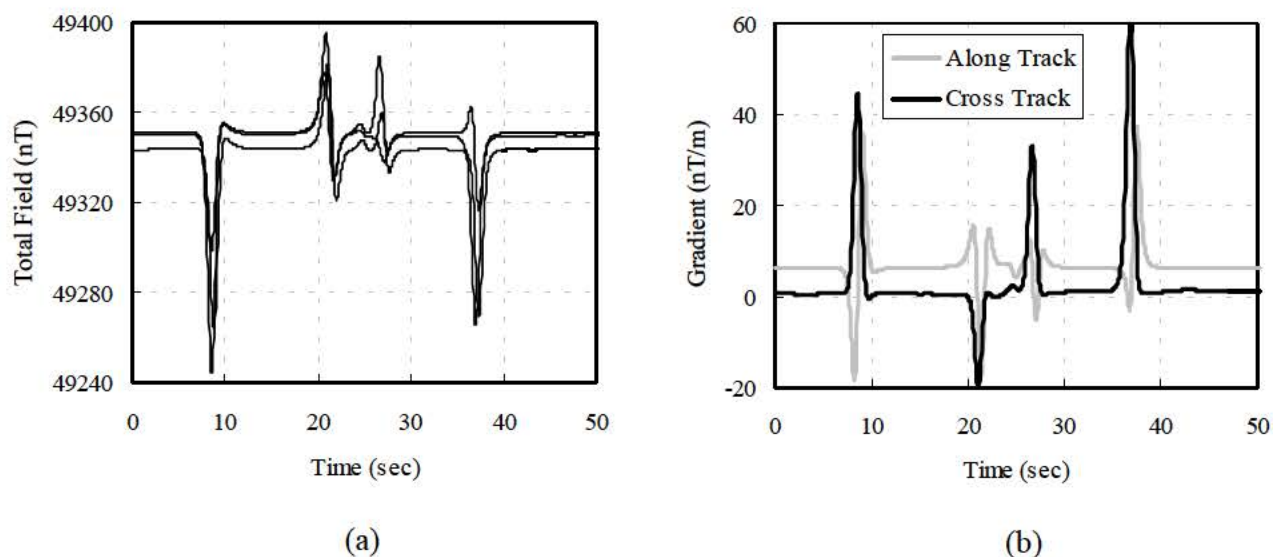 49400
49360
49320
49280
49240
Total Field (nT)
0 10 20 30 40 50
Time (sec)
(a)
60
40
20
0
-20
Gradient (nT/m)
Along Track
Cross Track
0 10 20 30 40 50
Time (sec)
(b)